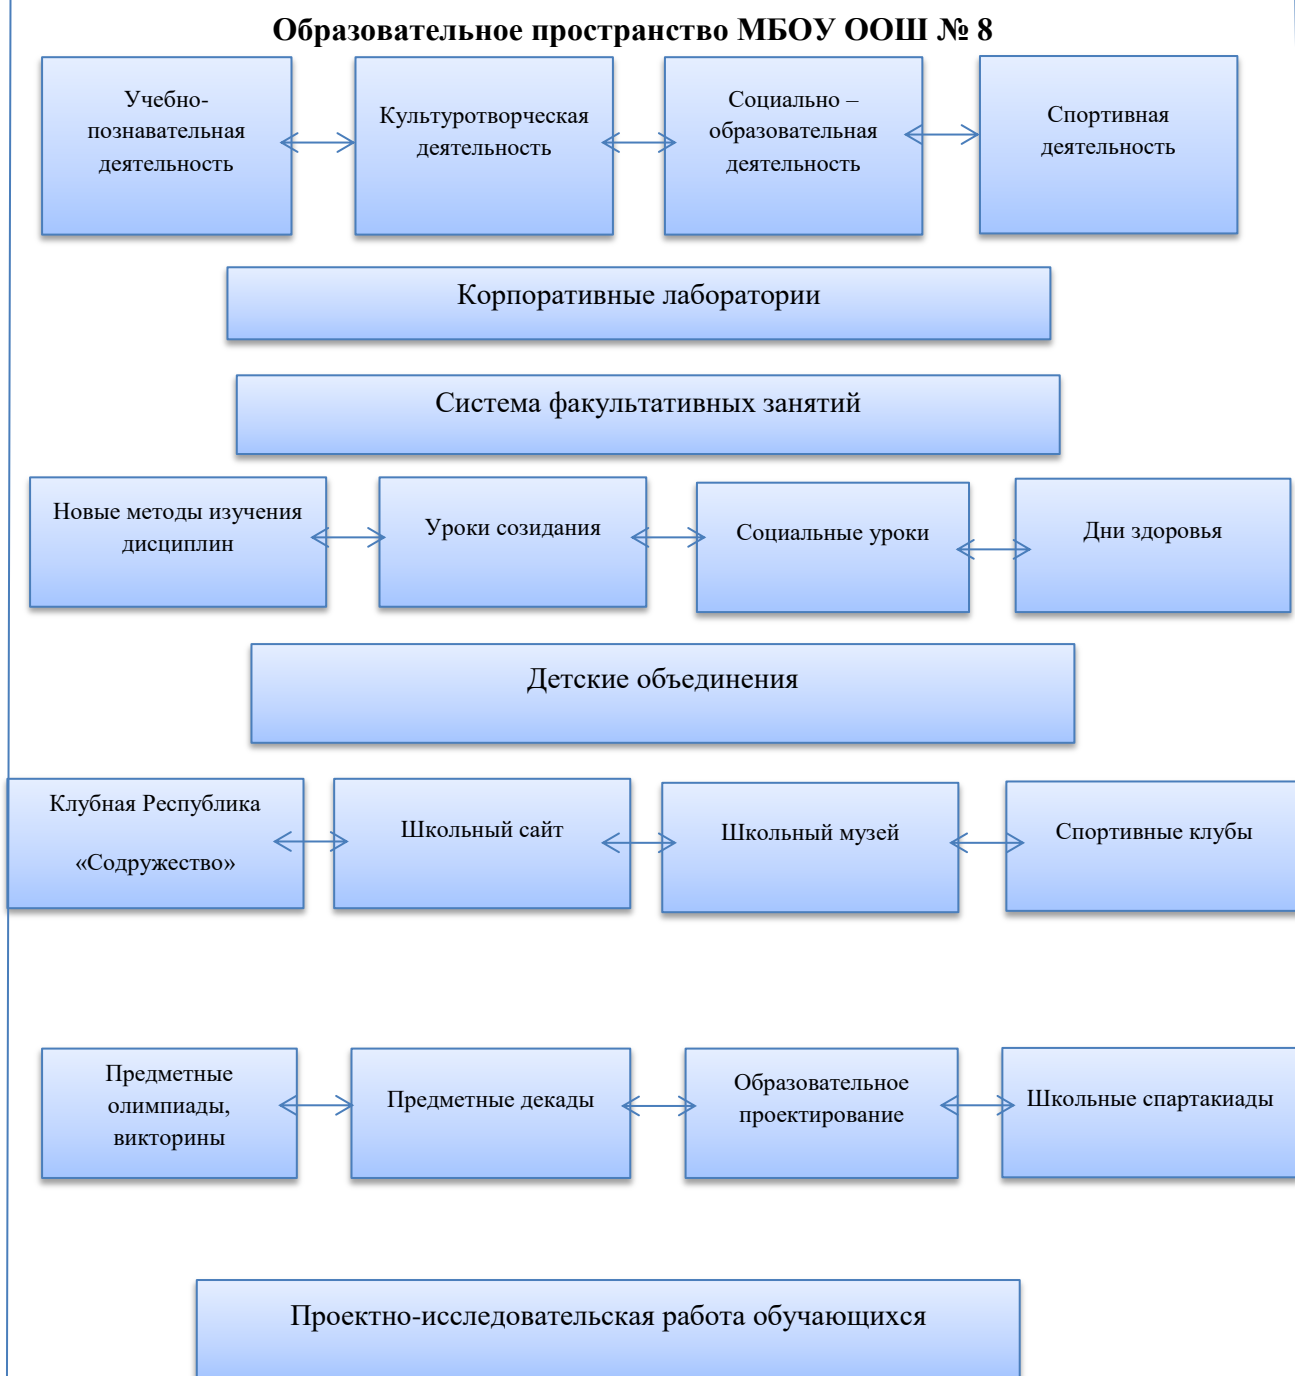 Образовательное пространство МБОУ ООШ № 8
Учебно-
познавательная
деятельность
Культуротворческая
деятельность
Социально –
образовательная
деятельность
Спортивная
деятельность
Корпоративные лаборатории
Система факультативных занятий
Новые методы изучения
дисциплин
Уроки созидания
Социальные уроки
Дни здоровья
Детские объединения
Клубная Республика
«Содружество»
Школьный сайт
Школьный музей
Спортивные клубы
Предметные
олимпиады,
викторины
Предметные декады
Образовательное
проектирование
Школьные спартакиады
Проектно-исследовательская работа обучающихся